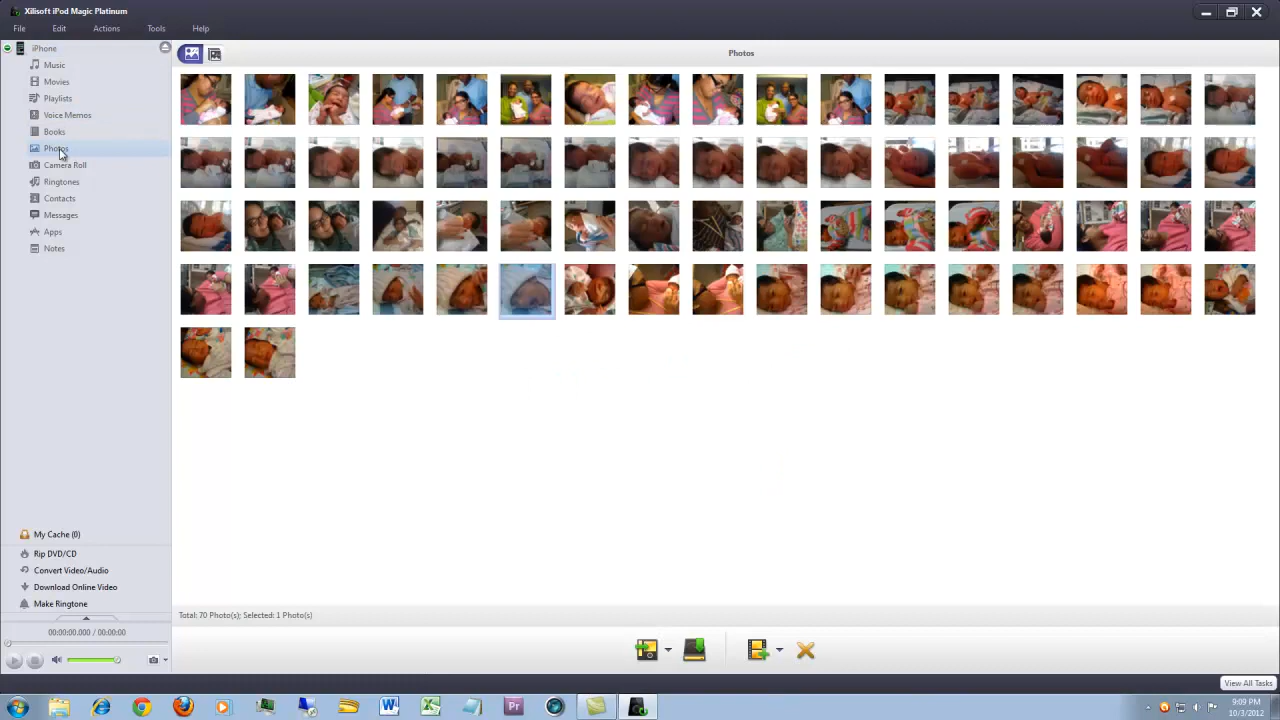 Xilisoft iPod Magic Platinum
File Edit Actions Tools Help
iPhone
Photos
Music
Movies
Playlists
Voice Memos
Books
Photos
Camera Roll
Ringtones
Contacts
Messages
Apps
Notes
My Cache (0)
Rip DVD/CD
Convert Video/Audio
Download Online Video
Make Ringtone
Total: 70 Photo(s); Selected: 1 Photo(s)
00:00:00.000 / 00:00:00
View All Tasks
9:09 PM
10/3/2012